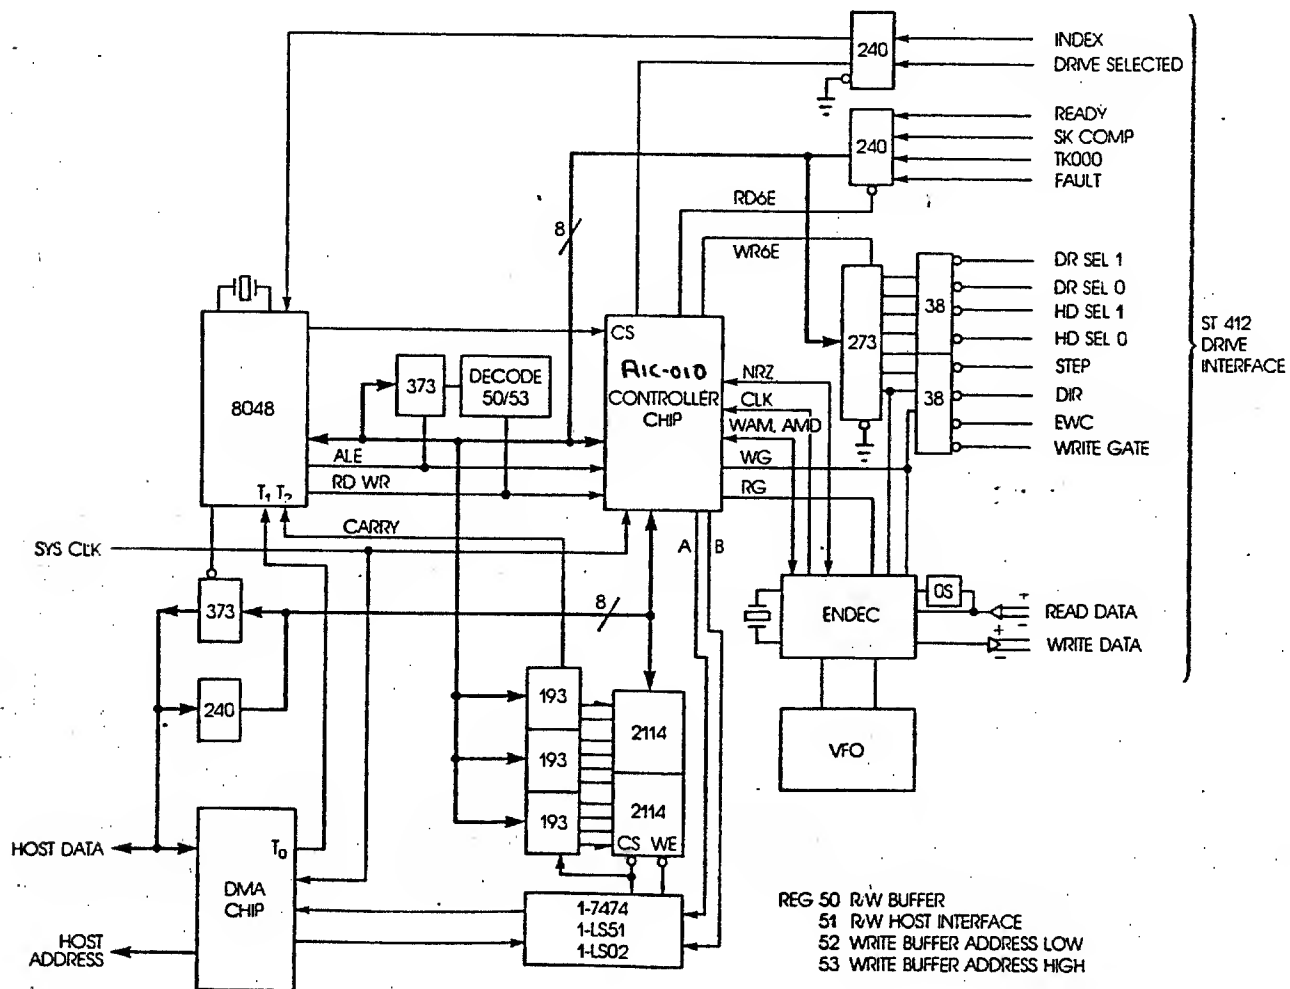 INDEX
240
DRIVE SELECTED
READY
240
SK COMP
TK000
FAULT
RD6E
8
WR6E
DR SEL 1
DR SEL 0
38
HD SEL 1
ST 412
DRIVE
INTERFACE
CS
273
HD SEL 0
AIC-010
CONTROLLER
CHIP
NRZ
STEP
373
DECODE
50/53
8048
CLK
38
DIR
WAM, AMD
EWC
ALE
WG
WRITE GATE
RD WR
RG
T1 T2
CARRY
SYS CLK
A
B
373
8
ENDEC
OS
+
READ DATA
−
+
WRITE DATA
−
240
193
2114
193
VFO
193
2114
CS WE
HOST DATA
T0
DMA
CHIP
1-7474
1-LS51
1-LS02
HOST
ADDRESS
REG 50 R/W BUFFER
51 R/W HOST INTERFACE
52 WRITE BUFFER ADDRESS LOW
53 WRITE BUFFER ADDRESS HIGH